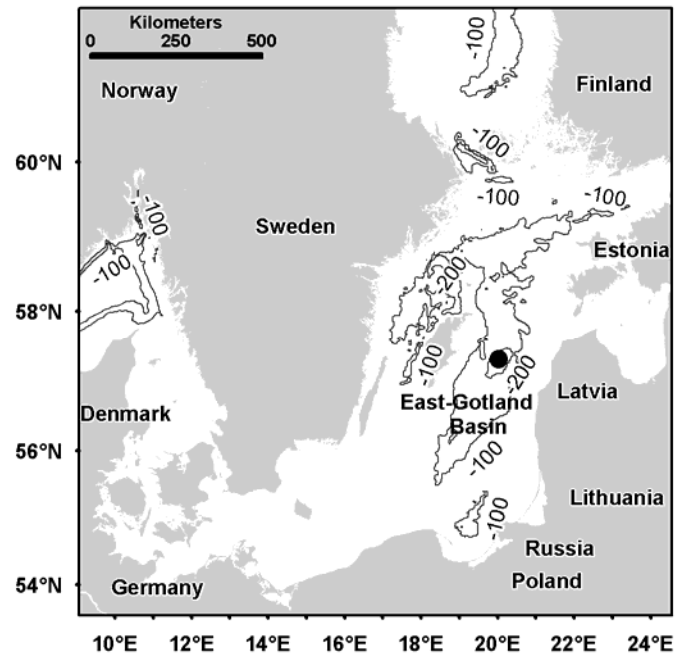 Kilometers
0 250 500
-100
Norway
Finland
-100
60°N
-100
-100
-100
Sweden
Estonia
-100
-200
58°N
-100
-200
Latvia
East-Gotland
Basin
Denmark
56°N
-100
Lithuania
-100
Russia
54°N
Germany
Poland
10°E 12°E 14°E 16°E 18°E 20°E 22°E 24°E